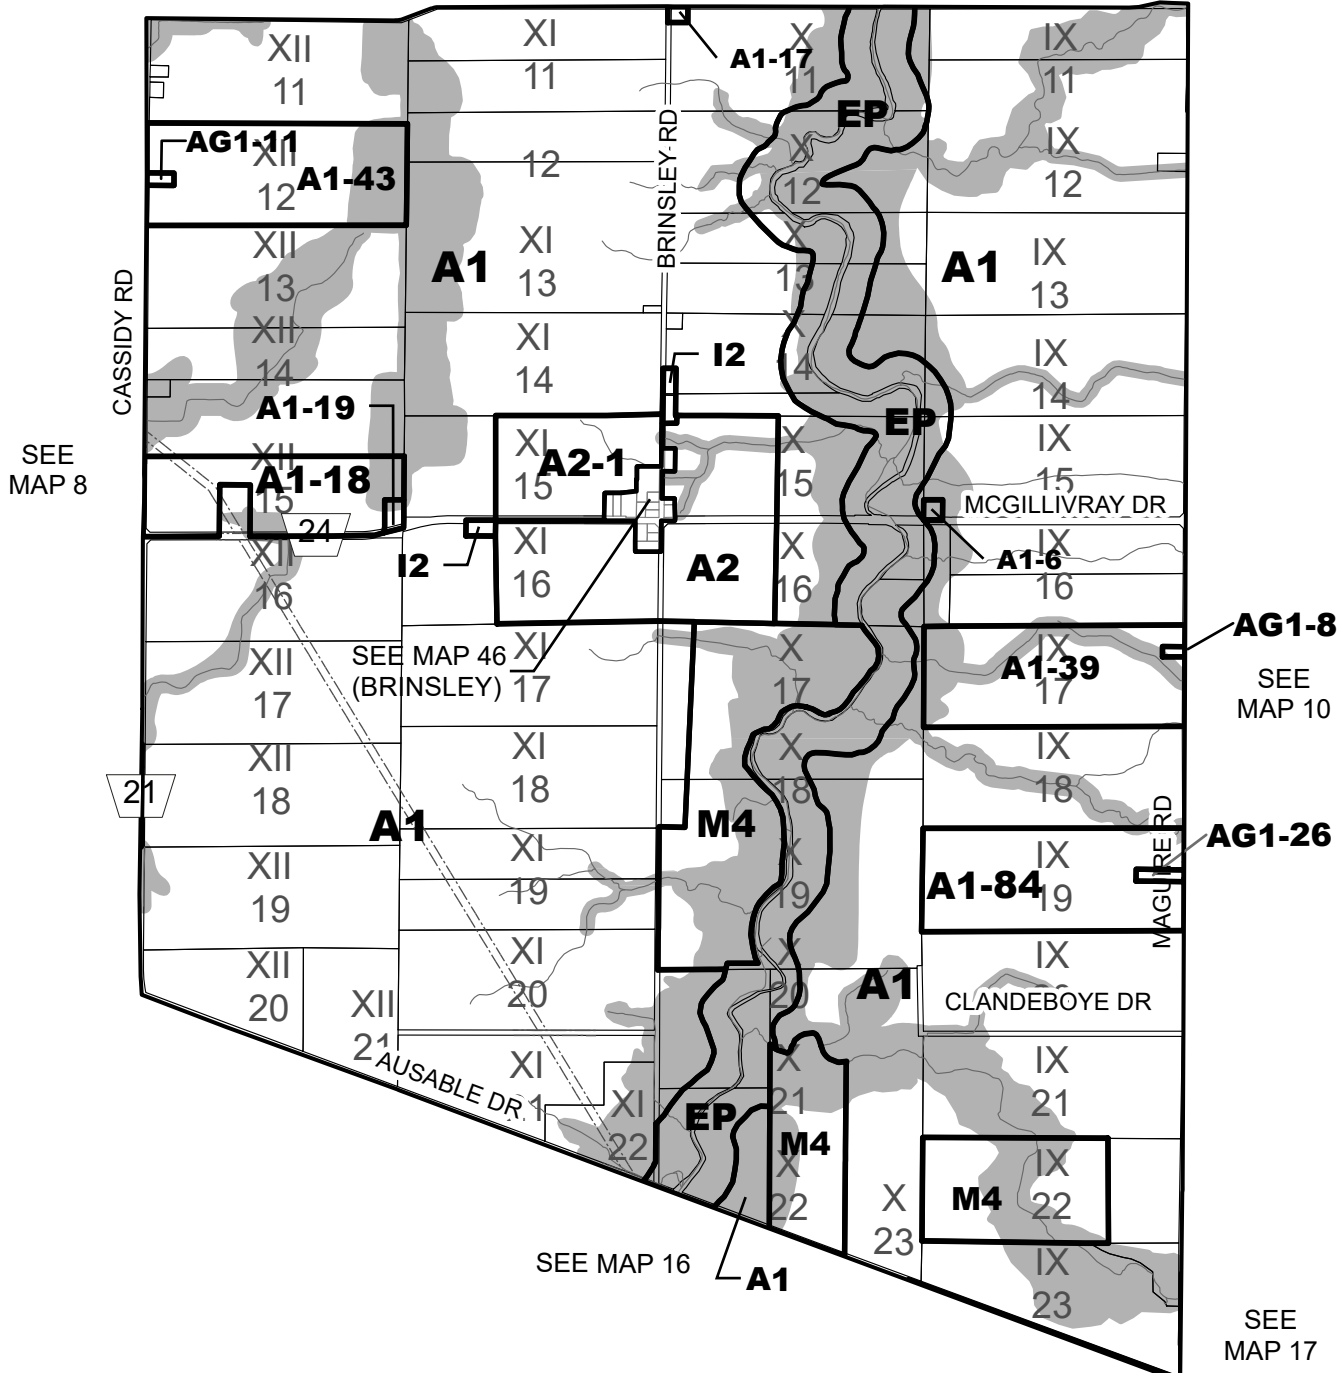 XII
11
XI
11
A1-17
X
11
IX
11
EP
AG1-11
XII
12
A1-43
12
BRINSLEY RD
X
12
IX
12
XII
13
A1
XI
13
X
13
A1
IX
13
CASSIDY RD
XII
14
XI
14
I2
X
14
IX
14
A1-19
EP
SEE
MAP 8
XII
15
A1-18
XI
15
A2-1
X
15
IX
15
MCGILLIVRAY DR
24
XII
16
I2
XI
16
A2
X
16
A1-6
IX
16
AG1-8
SEE MAP 46
(BRINSLEY)
XII
17
XI
17
X
17
A1-39
IX
17
SEE
MAP 10
21
XII
18
XI
18
X
18
IX
18
A1
M4
MAGUIRE RD
AG1-26
XII
19
XI
19
X
19
A1-84
IX
19
XII
20
XI
20
X
20
A1
IX
CLANDEBOYE DR
XII
21
AUSABLE DR
XI
1
X
21
IX
21
XI
22
EP
M4
X
22
X
23
M4
IX
22
SEE MAP 16
A1
IX
23
SEE
MAP 17